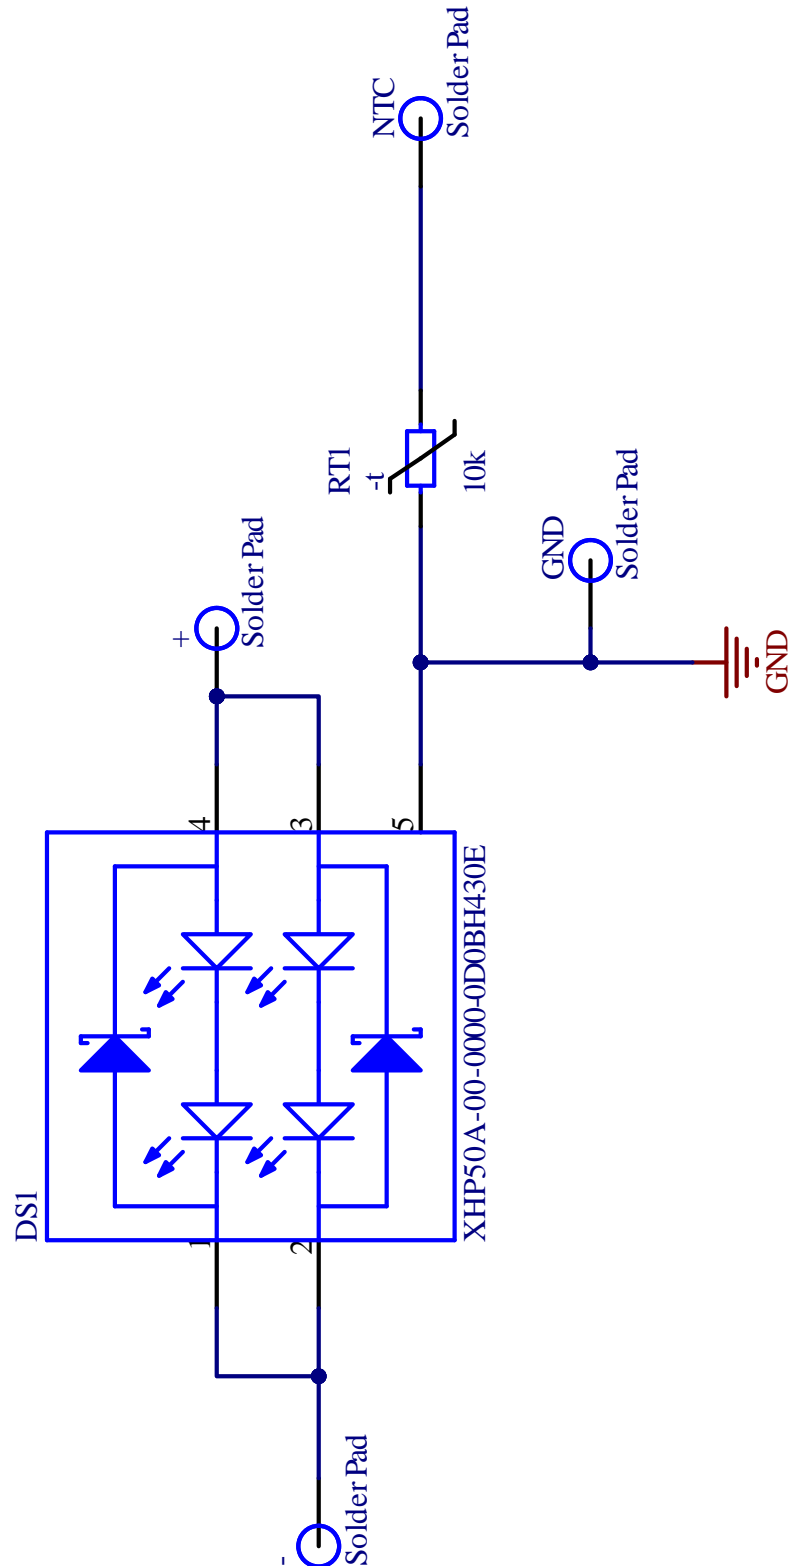 NTC
Solder Pad
RT1
-t
10k
+
Solder Pad
GND
Solder Pad
GND
4
3
5
DS1
XHP50A-00-0000-0D0BH430E
1
2
-
Solder Pad